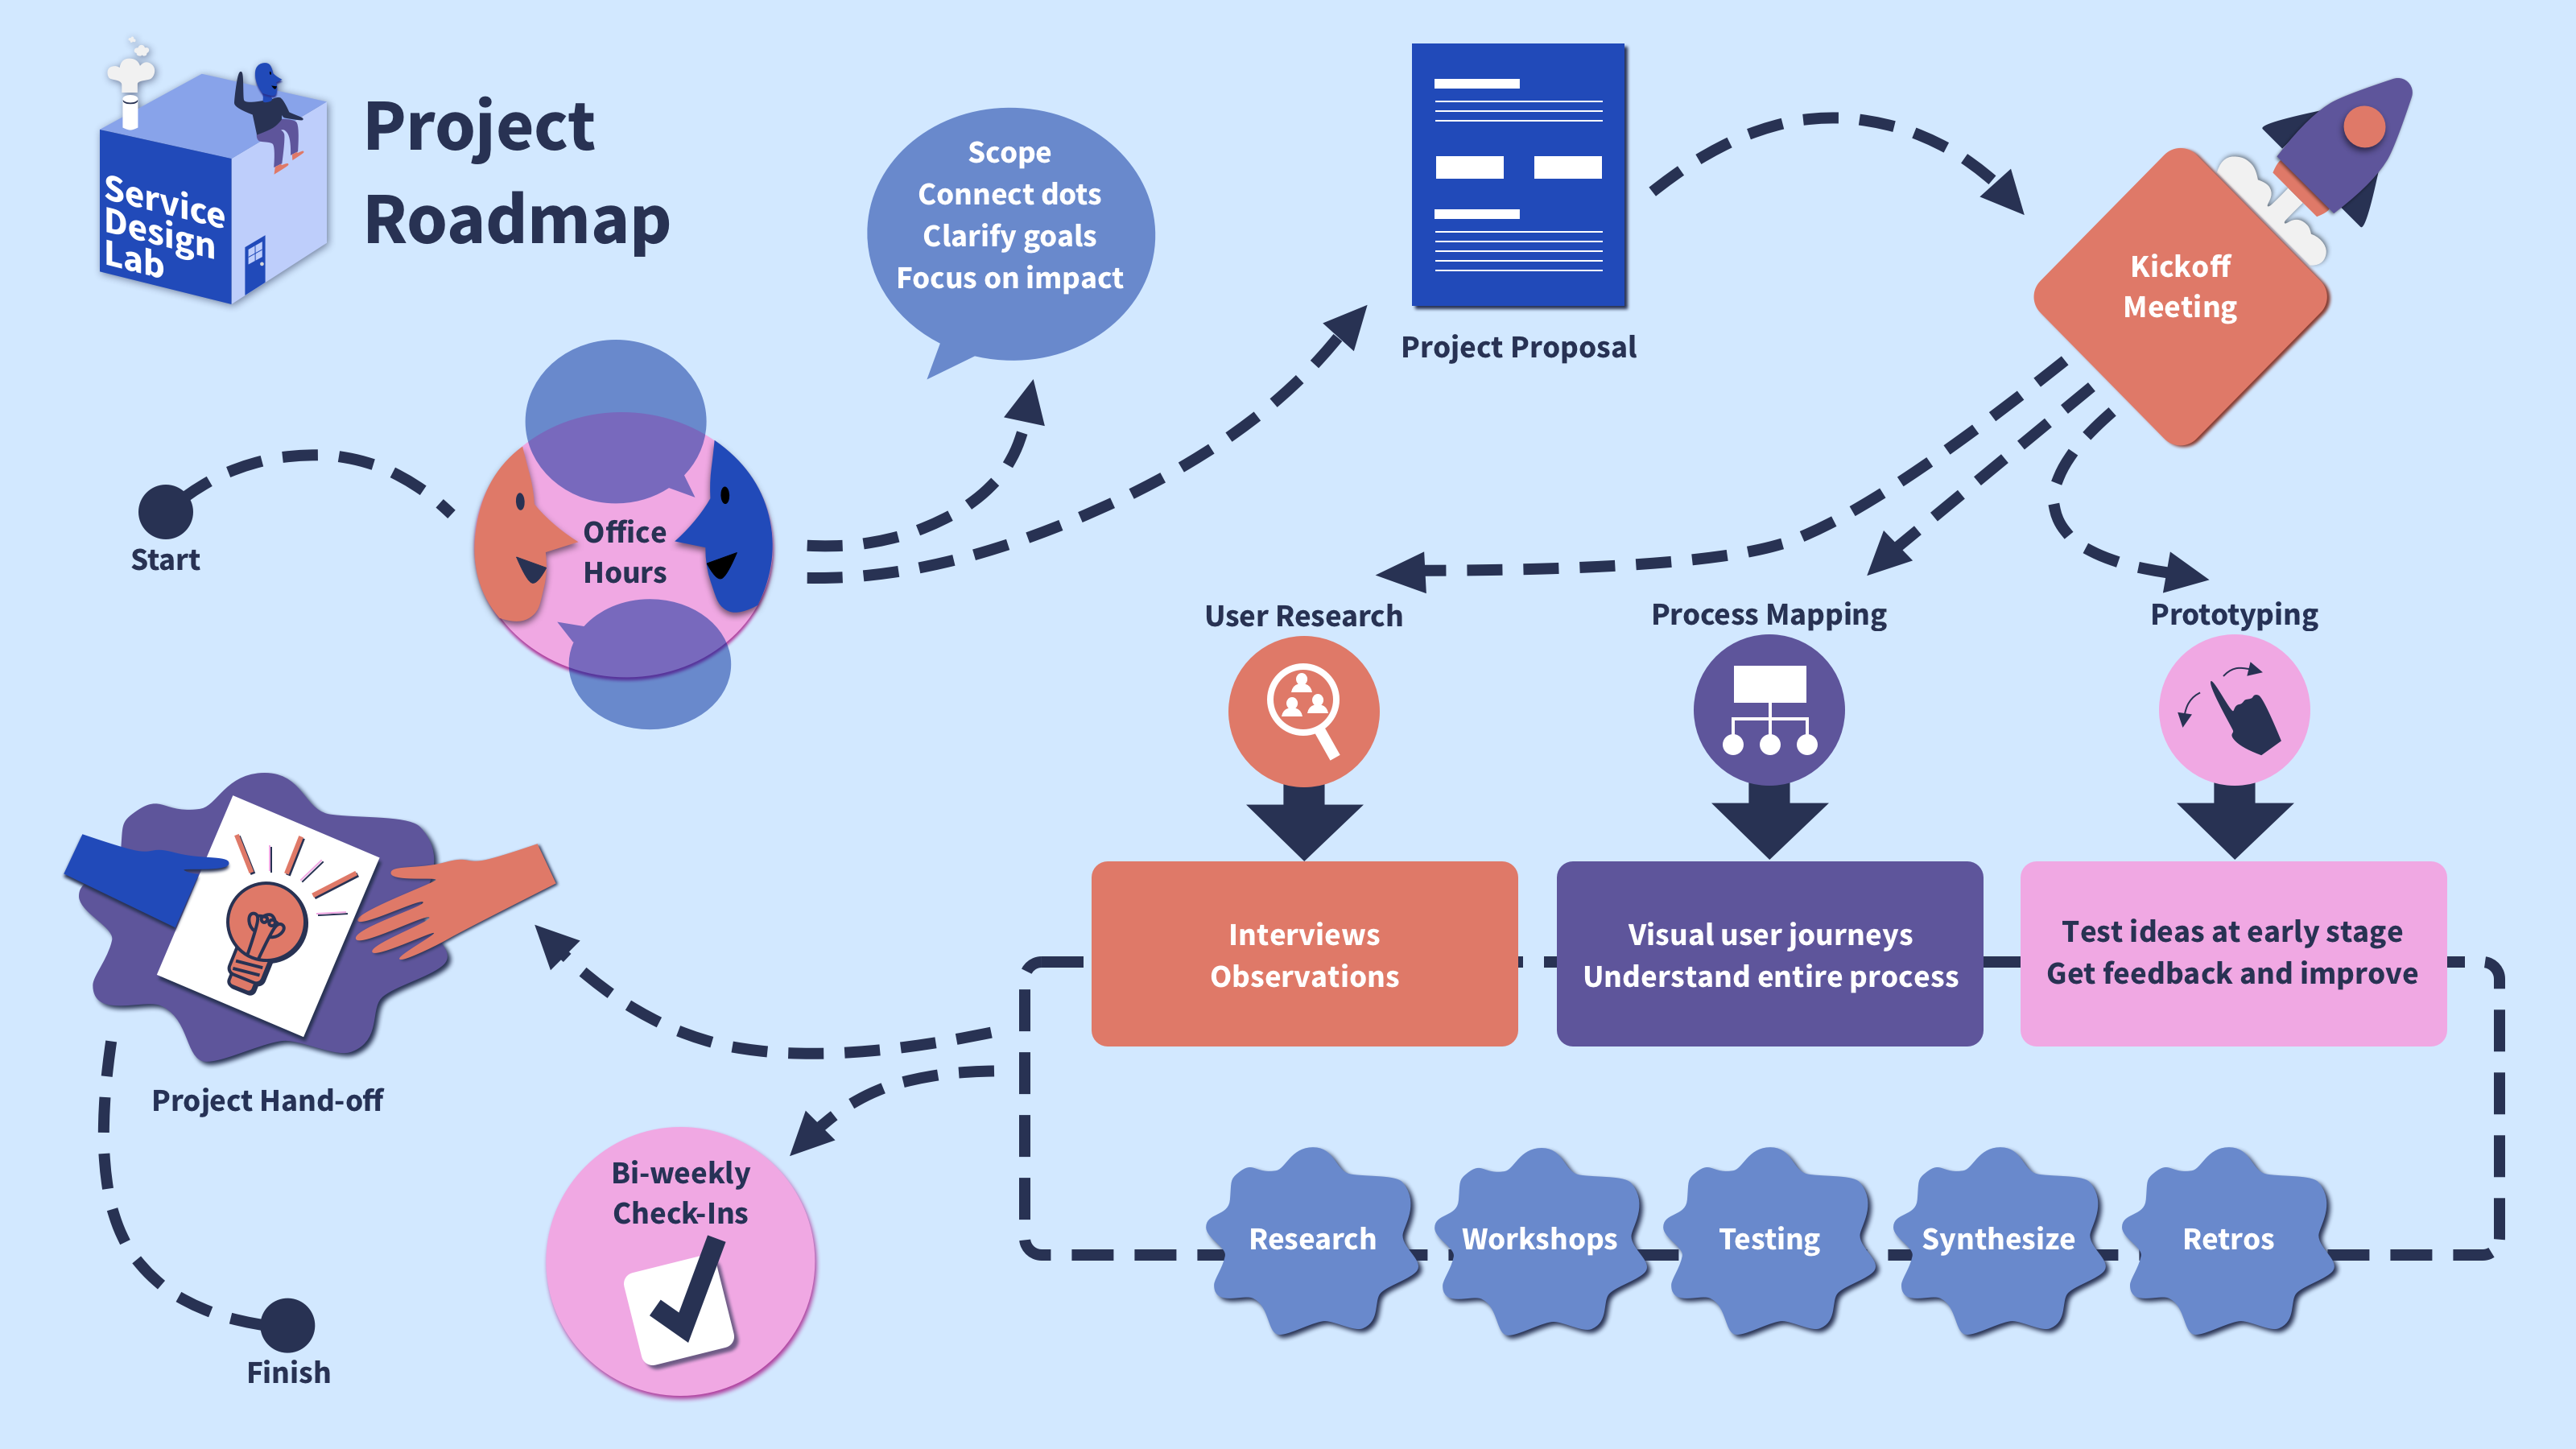 Service
Design
Lab
Project
Roadmap
Scope
Connect dots
Clarify goals
Focus on impact
Project Proposal
Kickoff
Meeting
Start
Office
Hours
User Research
Process Mapping
Prototyping
Interviews
Observations
Visual user journeys
Understand entire process
Test ideas at early stage
Get feedback and improve
Research
Workshops
Testing
Synthesize
Retros
Bi-weekly
Check-Ins
Project Hand-off
Finish